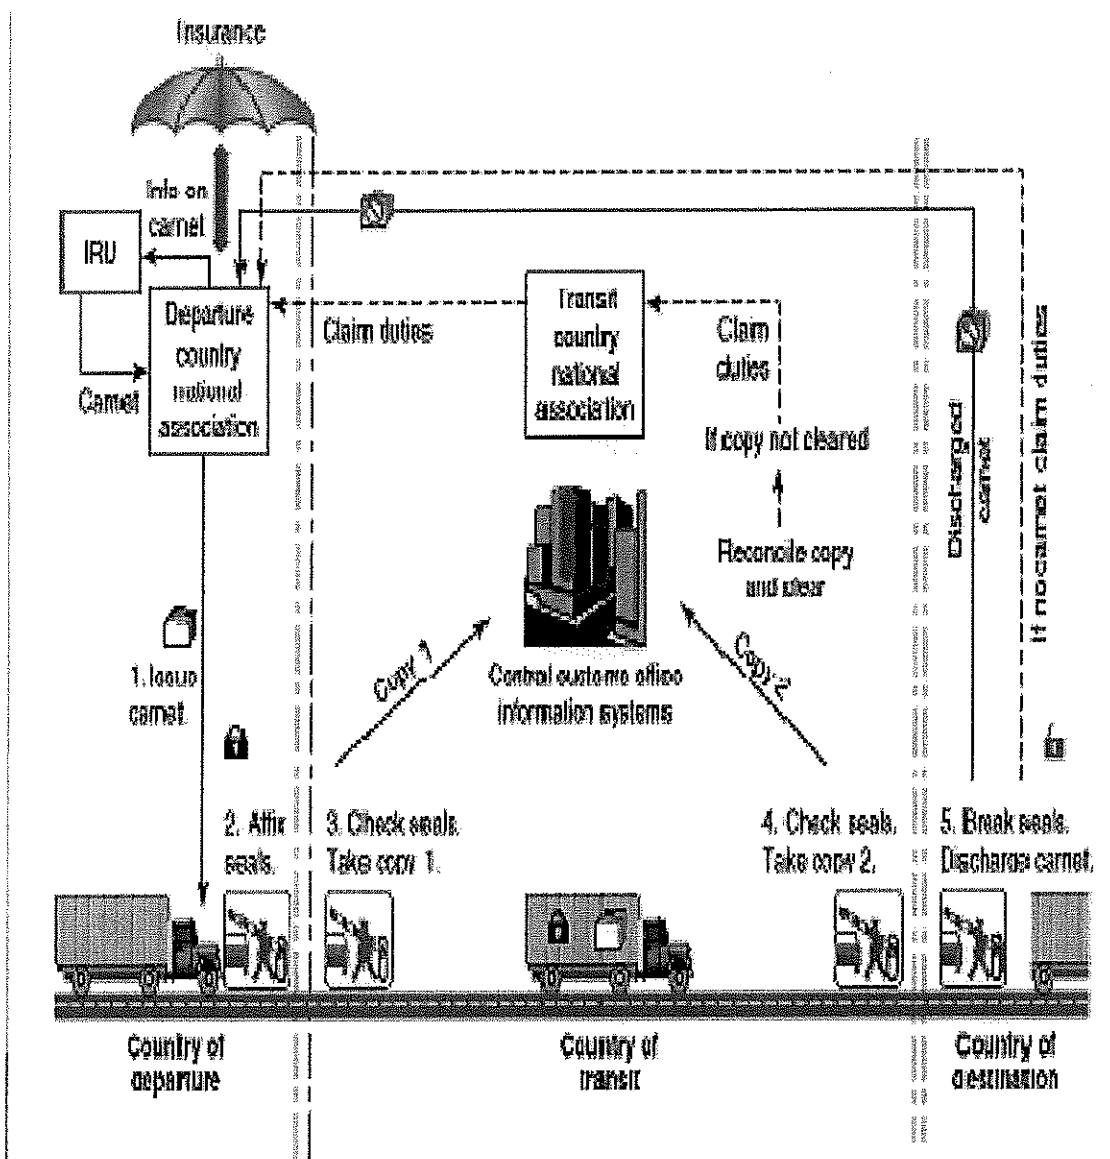 Insurance
Info on
carnet
IRU
Departure
country
national
association
Carnet
Claim duties
Transit
country
national
association
Claim
duties
If copy not cleared
Reconcile copy
and clear
Discharged
carnet
If no carnet claim duties
1. Issue
carnet.
Copy 1
Copy 2
Central customs office
information systems
2. Affix
seals.
3. Check seals.
Take copy 1.
4. Check seals.
Take copy 2.
5. Break seals.
Discharge carnet.
Country of
departure
Country of
transit
Country of
destination